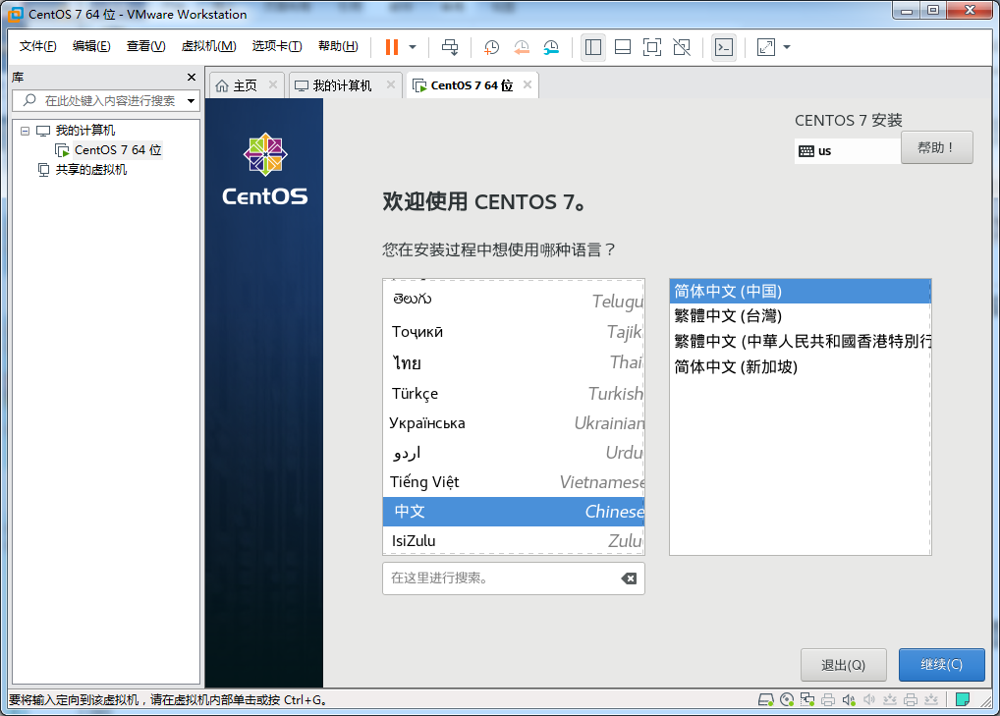 CentOS 7 64 位 - VMware Workstation
文件(F) 编辑(E) 查看(V) 虚拟机(M) 选项卡(T) 帮助(H)
库
在此处键入内容进行搜索
我的计算机
CentOS 7 64 位
共享的虚拟机
主页 我的计算机 CentOS 7 64 位
CentOS
CENTOS 7 安装
us
帮助！
欢迎使用 CENTOS 7。
您在安装过程中想使用哪种语言？
తెలుగు Telugu
Тоҷикӣ Tajik
ไทย Thai
Türkçe Turkish
Українська Ukrainian
اردو Urdu
Tiếng Việt Vietnamese
中文 Chinese
IsiZulu Zulu
在这里进行搜索。
简体中文 (中国)
繁體中文 (台灣)
繁體中文 (中華人民共和國香港特別行
简体中文 (新加坡)
退出(Q)
继续(C)
要将输入定向到该虚拟机，请在虚拟机内部单击或按 Ctrl+G。